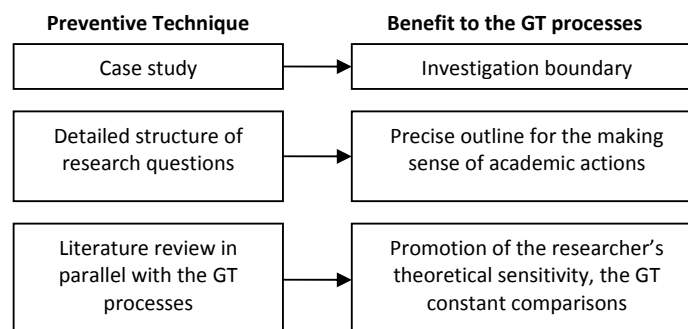 Preventive Technique
Benefit to the GT processes
Case study
Investigation boundary
Detailed structure of
research questions
Precise outline for the making
sense of academic actions
Literature review in
parallel with the GT
processes
Promotion of the researcher’s
theoretical sensitivity, the GT
constant comparisons